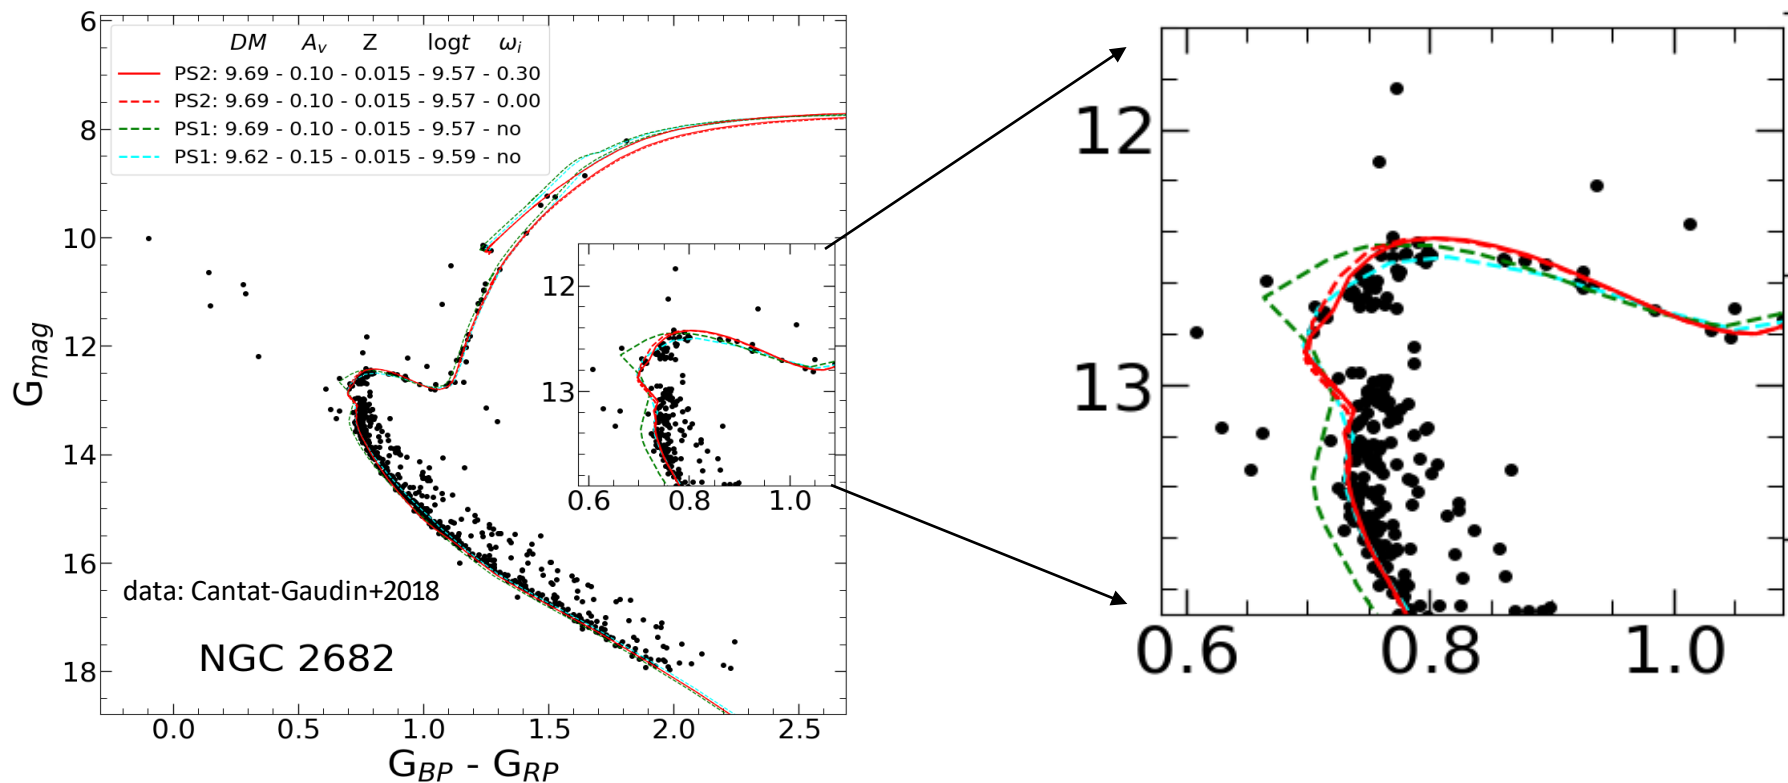 DM A_v Z logt ω_i
PS2: 9.69 - 0.10 - 0.015 - 9.57 - 0.30
PS2: 9.69 - 0.10 - 0.015 - 9.57 - 0.00
PS1: 9.69 - 0.10 - 0.015 - 9.57 - no
PS1: 9.62 - 0.15 - 0.015 - 9.59 - no
6
8
10
12
14
16
18
G_mag
data: Cantat-Gaudin+2018
NGC 2682
0.0 0.5 1.0 1.5 2.0 2.5
G_BP - G_RP
12
13
0.6 0.8 1.0
12
13
0.6 0.8 1.0